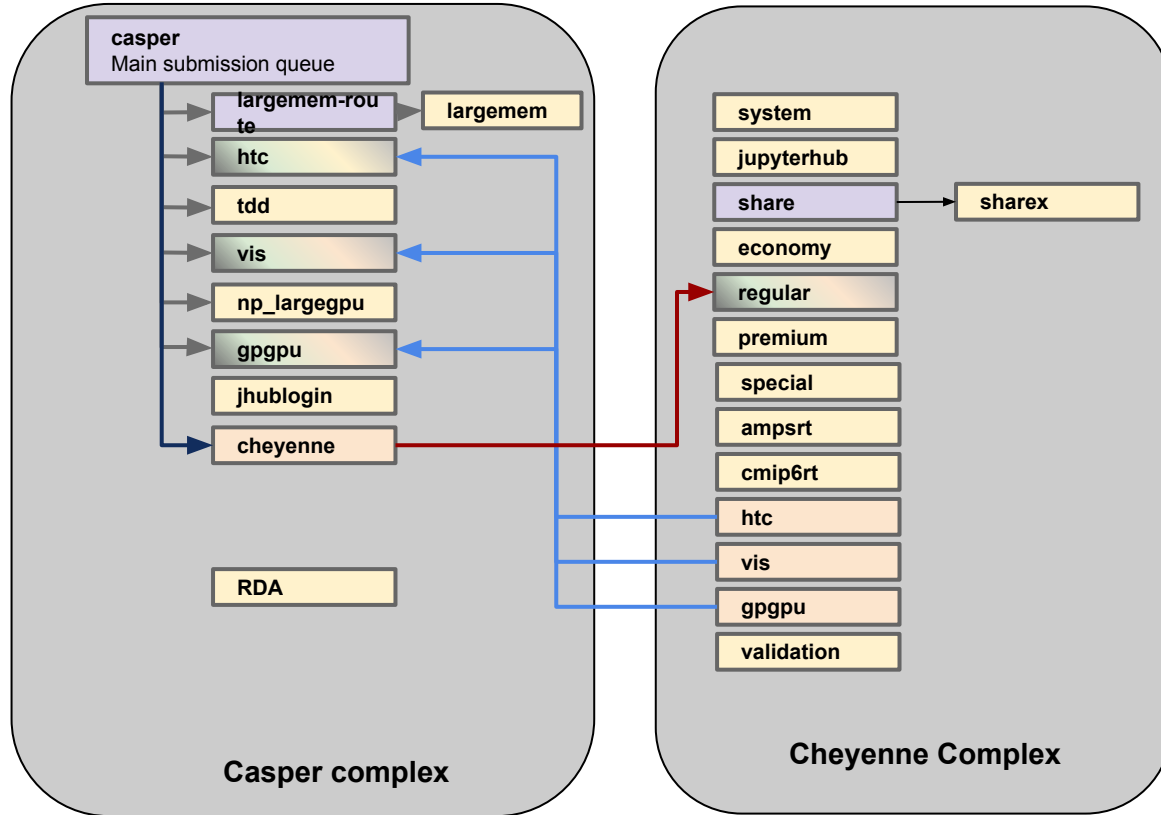 casper
Main submission queue
largemem-rou
te
largemem
htc
tdd
vis
np_largegpu
gpgpu
jhublogin
cheyenne
RDA
Casper complex
system
jupyterhub
share
sharex
economy
regular
premium
special
ampsrt
cmip6rt
htc
vis
gpgpu
validation
Cheyenne Complex